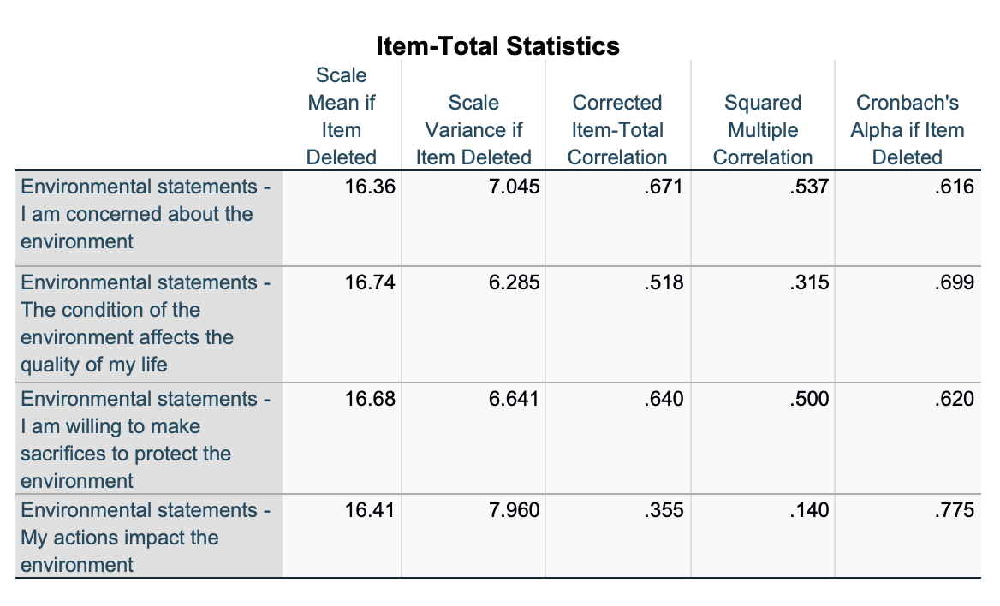 Item-Total Statistics
Scale
Mean if
Item
Deleted
Scale
Variance if
Item Deleted
Corrected
Item-Total
Correlation
Squared
Multiple
Correlation
Cronbach's
Alpha if Item
Deleted
Environmental statements - 16.36 7.045 .671 .537 .616
I am concerned about the
environment
Environmental statements - 16.74 6.285 .518 .315 .699
The condition of the
environment affects the
quality of my life
Environmental statements - 16.68 6.641 .640 .500 .620
I am willing to make
sacrifices to protect the
environment
Environmental statements - 16.41 7.960 .355 .140 .775
My actions impact the
environment